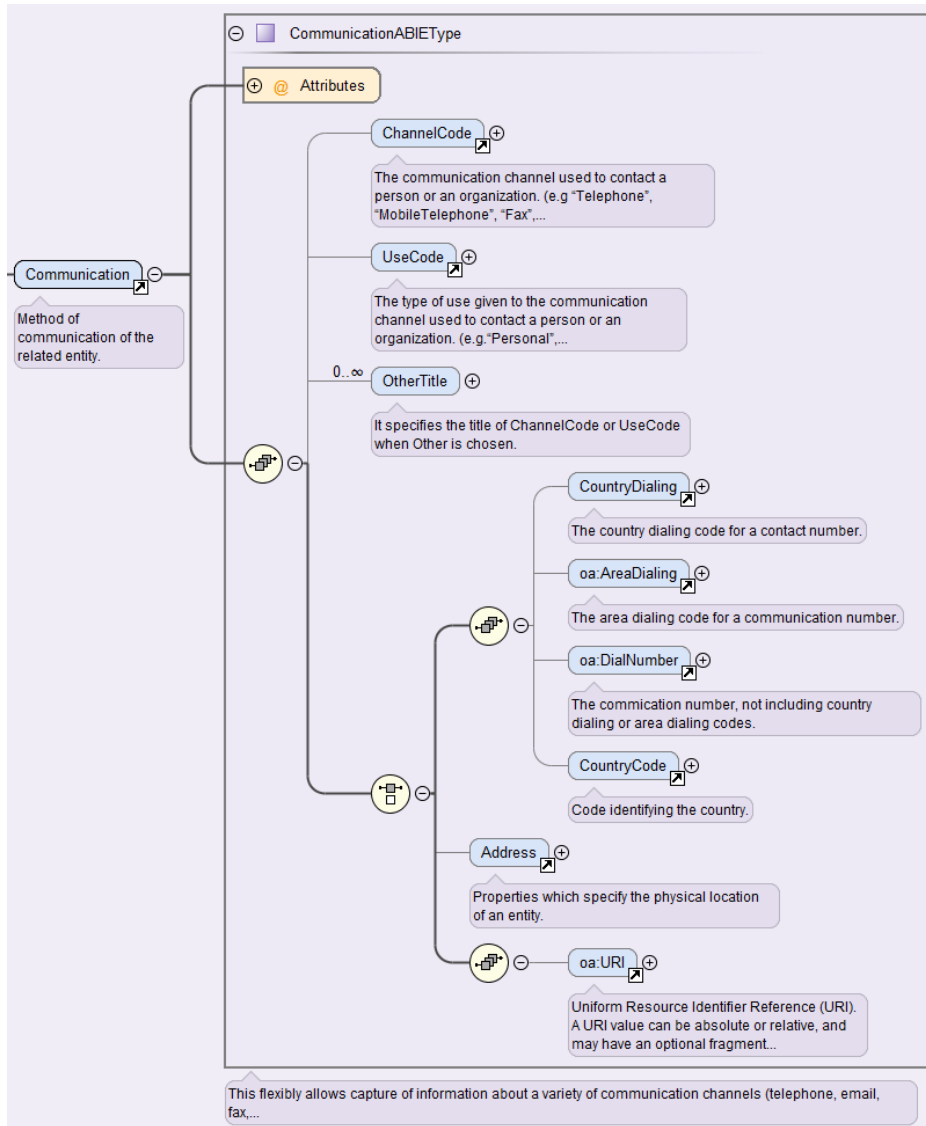 CommunicationABIEType
@ Attributes
ChannelCode
The communication channel used to contact a
person or an organization. (e.g “Telephone”,
“MobileTelephone”, “Fax”,...
UseCode
The type of use given to the communication
channel used to contact a person or an
organization. (e.g.“Personal”,...
Communication
Method of
communication of the
related entity.
0..∞
OtherTitle
It specifies the title of ChannelCode or UseCode
when Other is chosen.
CountryDialing
The country dialing code for a contact number.
oa:AreaDialing
The area dialing code for a communication number.
oa:DialNumber
The commication number, not including country
dialing or area dialing codes.
CountryCode
Code identifying the country.
Address
Properties which specify the physical location
of an entity.
oa:URI
Uniform Resource Identifier Reference (URI).
A URI value can be absolute or relative, and
may have an optional fragment...
This flexibly allows capture of information about a variety of communication channels (telephone, email,
fax,...